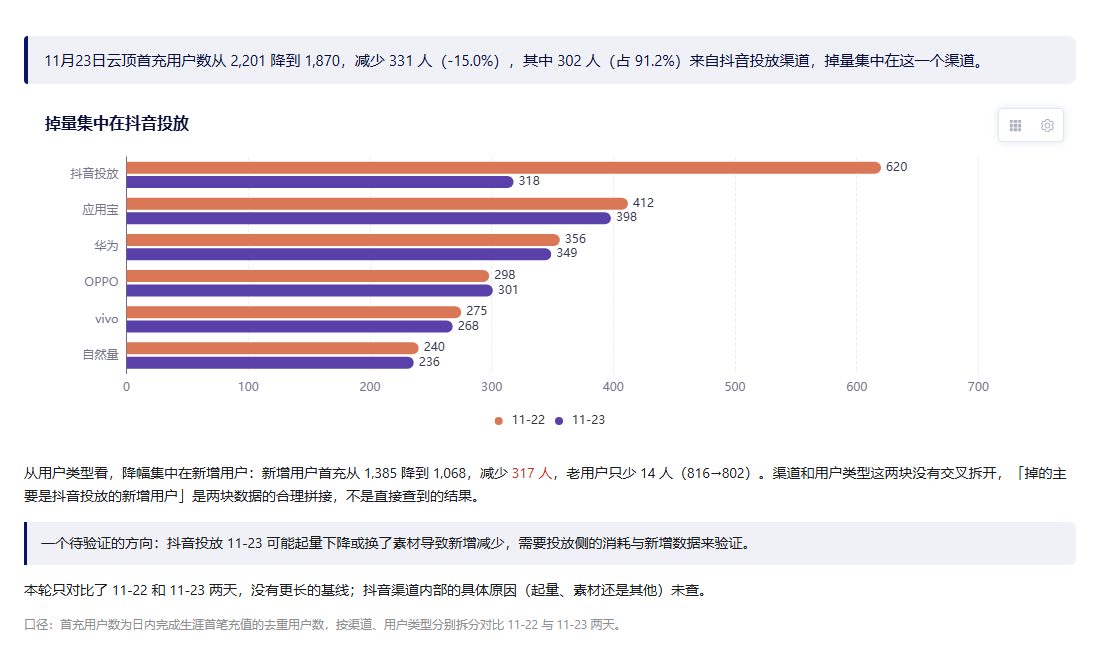 11月23日云顶首充用户数从 2,201 降到 1,870，减少 331 人（-15.0%），其中 302 人（占 91.2%）来自抖音投放渠道，掉量集中在这一个渠道。
掉量集中在抖音投放
抖音投放
620
318
应用宝
412
398
华为
356
349
OPPO
298
301
vivo
275
268
自然量
240
236
0 100 200 300 400 500 600 700
11-22 11-23
从用户类型看，降幅集中在新增用户：新增用户首充从 1,385 降到 1,068，减少 317 人，老用户只少 14 人（816→802）。渠道和用户类型这两块没有交叉拆开，「掉的主
要是抖音投放的新增用户」是两块数据的合理拼接，不是直接查到的结果。
一个待验证的方向：抖音投放 11-23 可能起量下降或换了素材导致新增减少，需要投放侧的消耗与新增数据来验证。
本轮只对比了 11-22 和 11-23 两天，没有更长的基线；抖音渠道内部的具体原因（起量、素材还是其他）未查。
口径：首充用户数为日内完成生涯首笔充值的去重用户数，按渠道、用户类型分别拆分对比 11-22 与 11-23 两天。